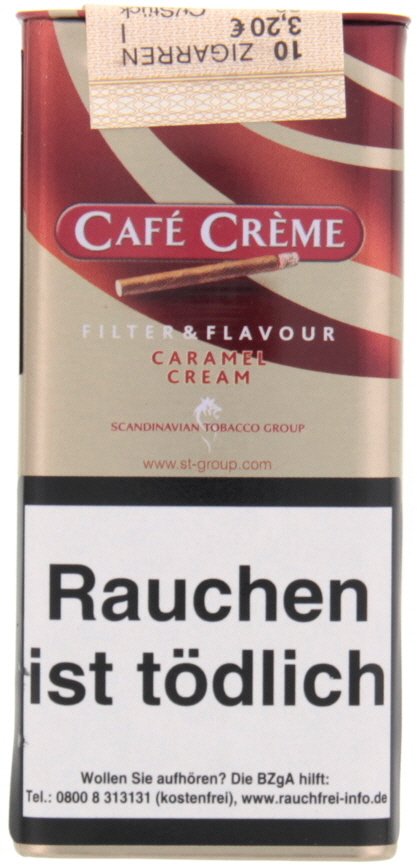 10 ZIGARREN
3,20 €
CAFÉ CRÈME
FILTER & FLAVOUR
CARAMEL
CREAM
SCANDINAVIAN TOBACCO GROUP
www.st-group.com
Rauchen
ist tödlich
Wollen Sie aufhören? Die BZgA hilft:
Tel.: 0800 8 313131 (kostenfrei), www.rauchfrei-info.de